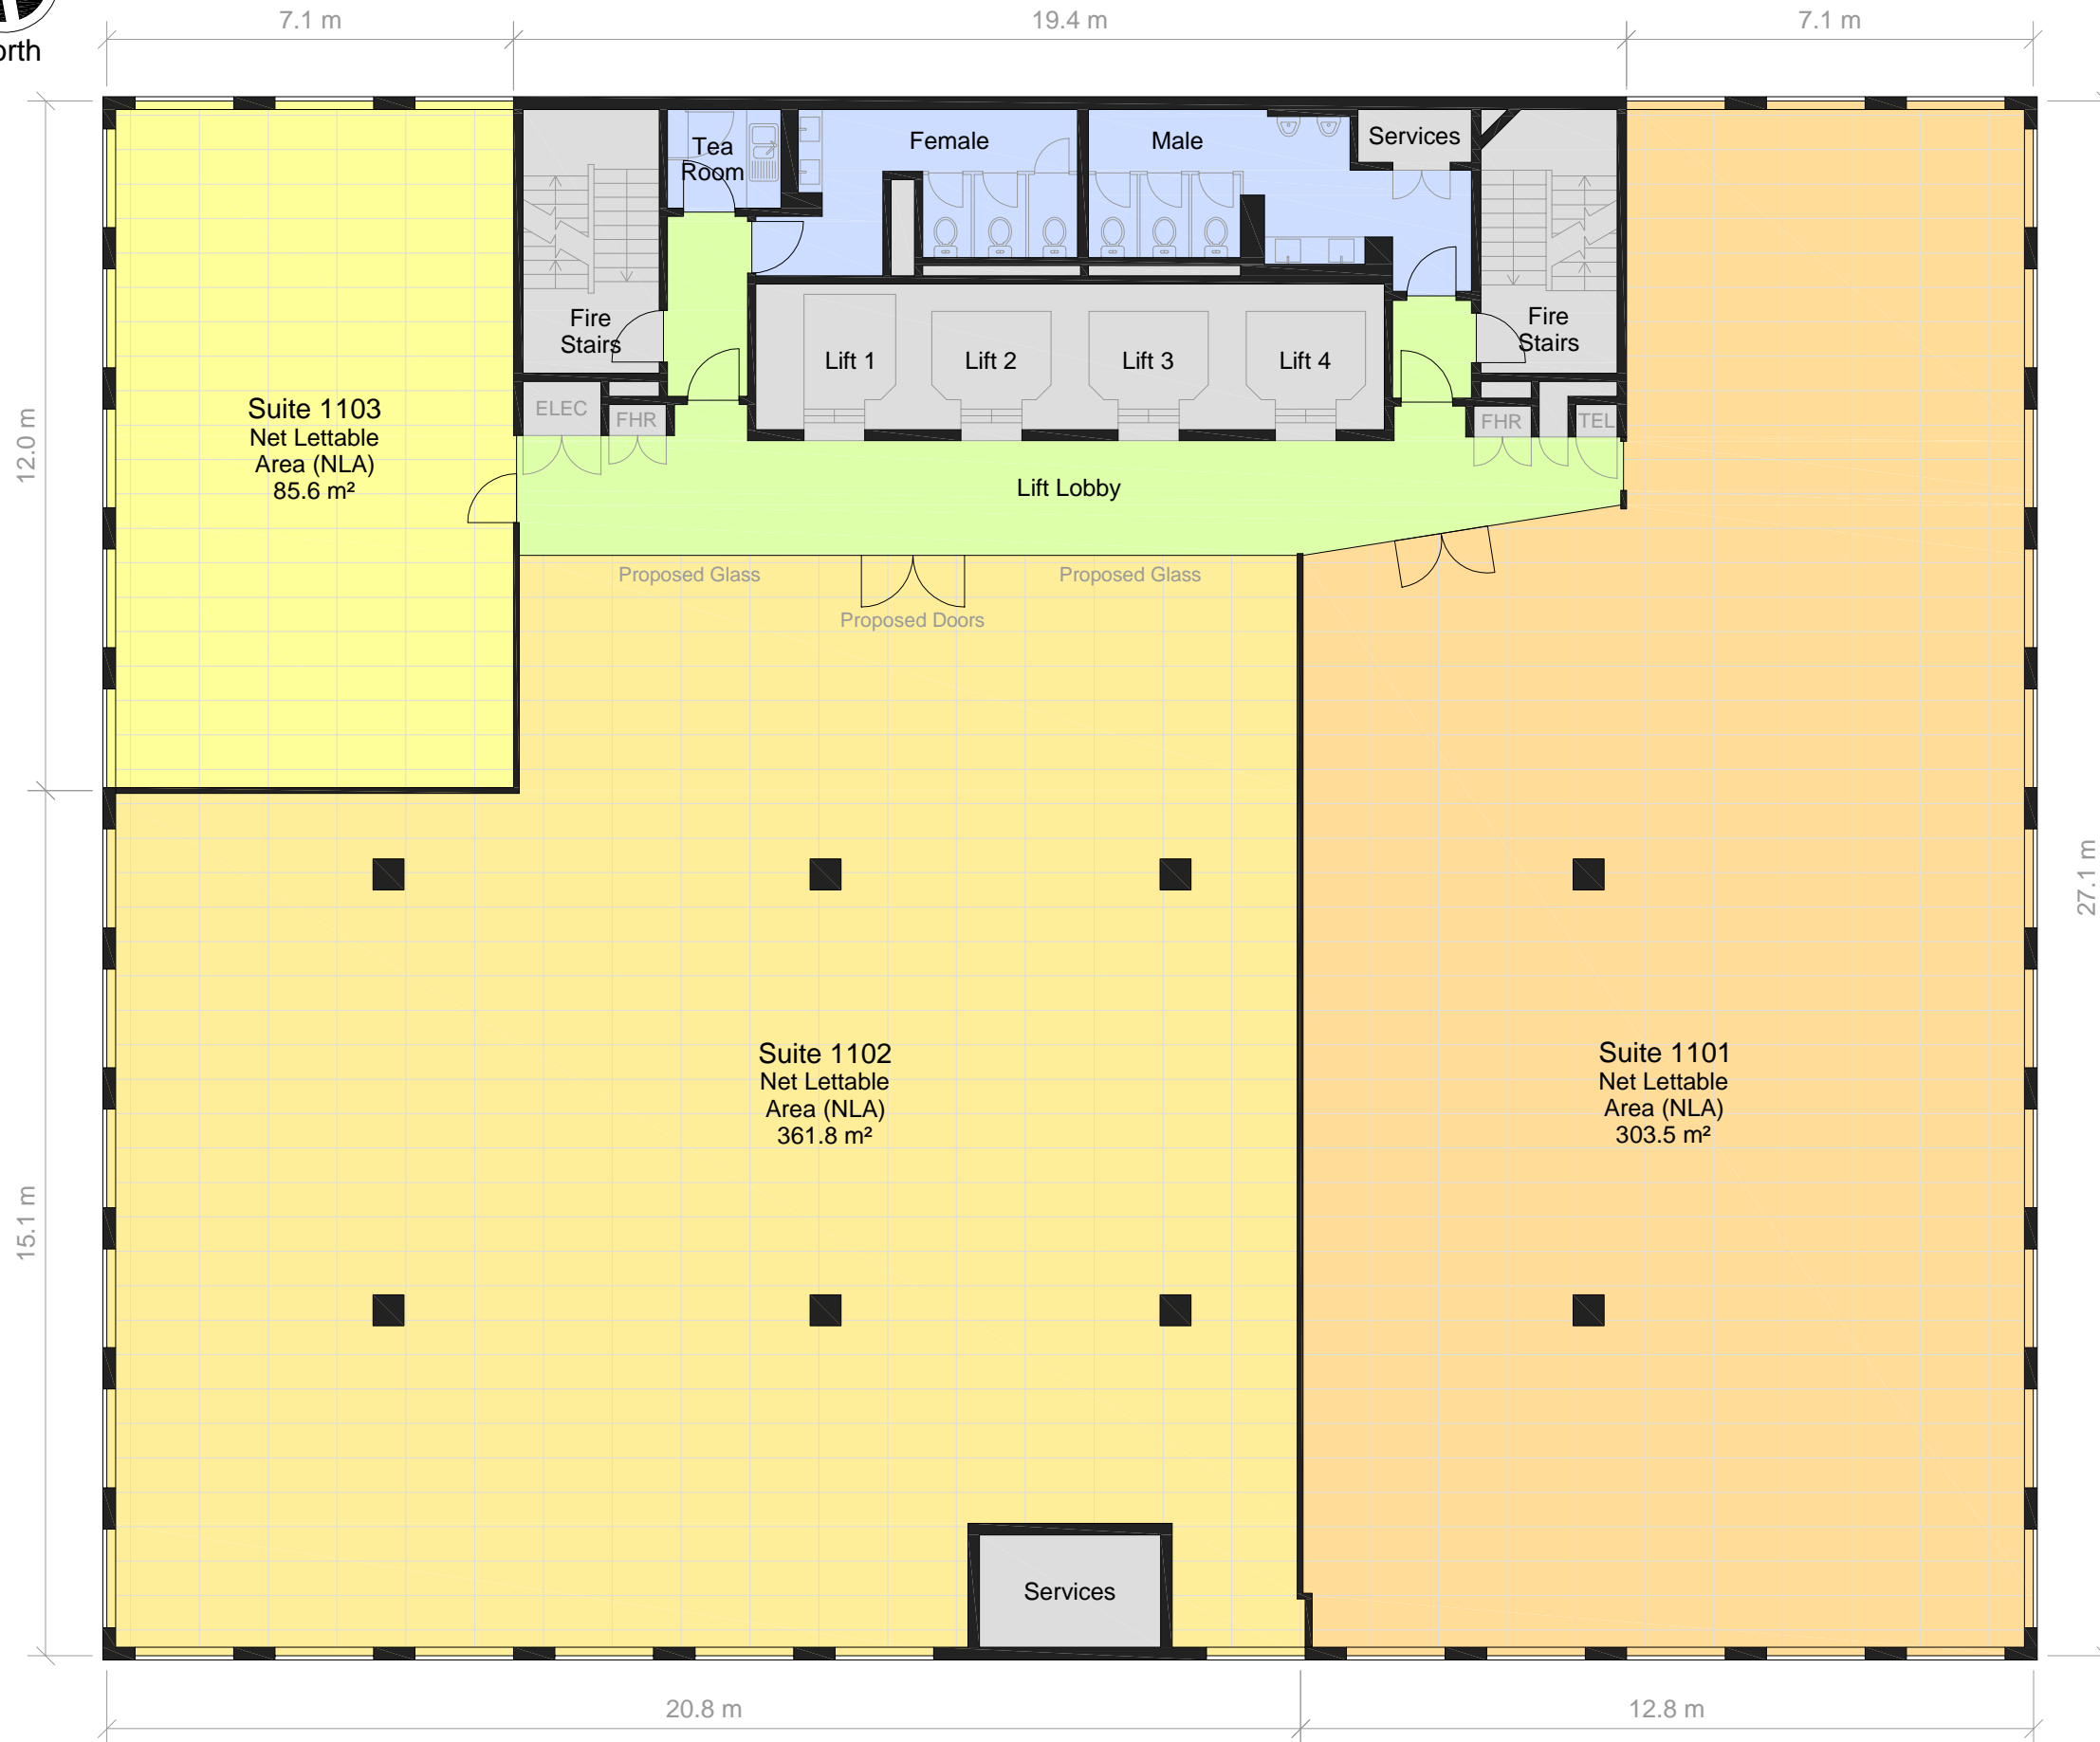 orth
7.1 m
19.4 m
7.1 m
12.0 m
15.1 m
27.1 m
20.8 m
12.8 m
Tea
Room
Female
Male
Services
Fire
Stairs
Lift 1
Lift 2
Lift 3
Lift 4
Fire
Stairs
ELEC
FHR
FHR
TEL
Lift Lobby
Suite 1103
Net Lettable
Area (NLA)
85.6 m²
Proposed Glass
Proposed Glass
Proposed Doors
Suite 1102
Net Lettable
Area (NLA)
361.8 m²
Suite 1101
Net Lettable
Area (NLA)
303.5 m²
Services